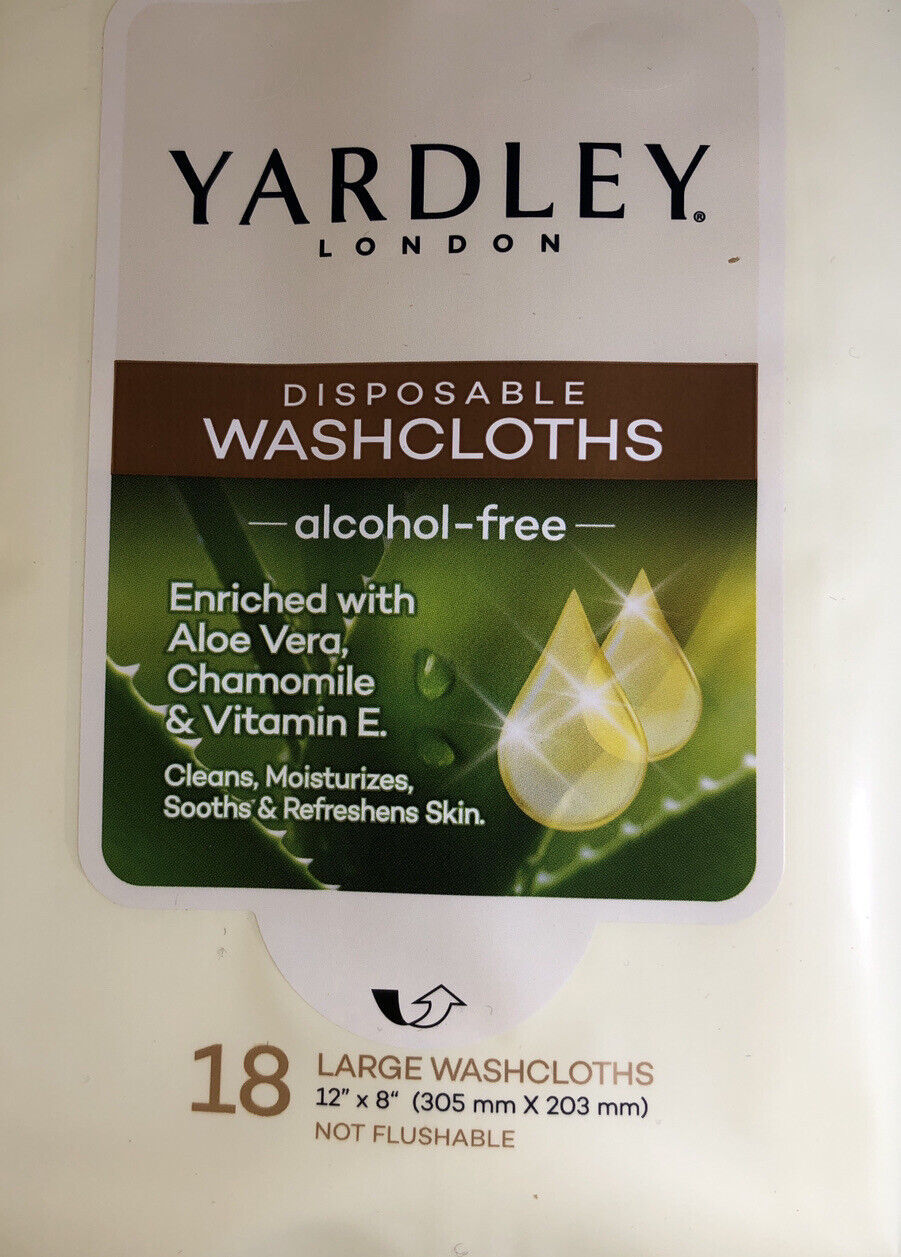 YARDLEY®
LONDON
DISPOSABLE
WASHCLOTHS
alcohol-free
Enriched with
Aloe Vera,
Chamomile
& Vitamin E.
Cleans, Moisturizes,
Sooths & Refreshens Skin.
18 LARGE WASHCLOTHS
12” x 8“ (305 mm X 203 mm)
NOT FLUSHABLE